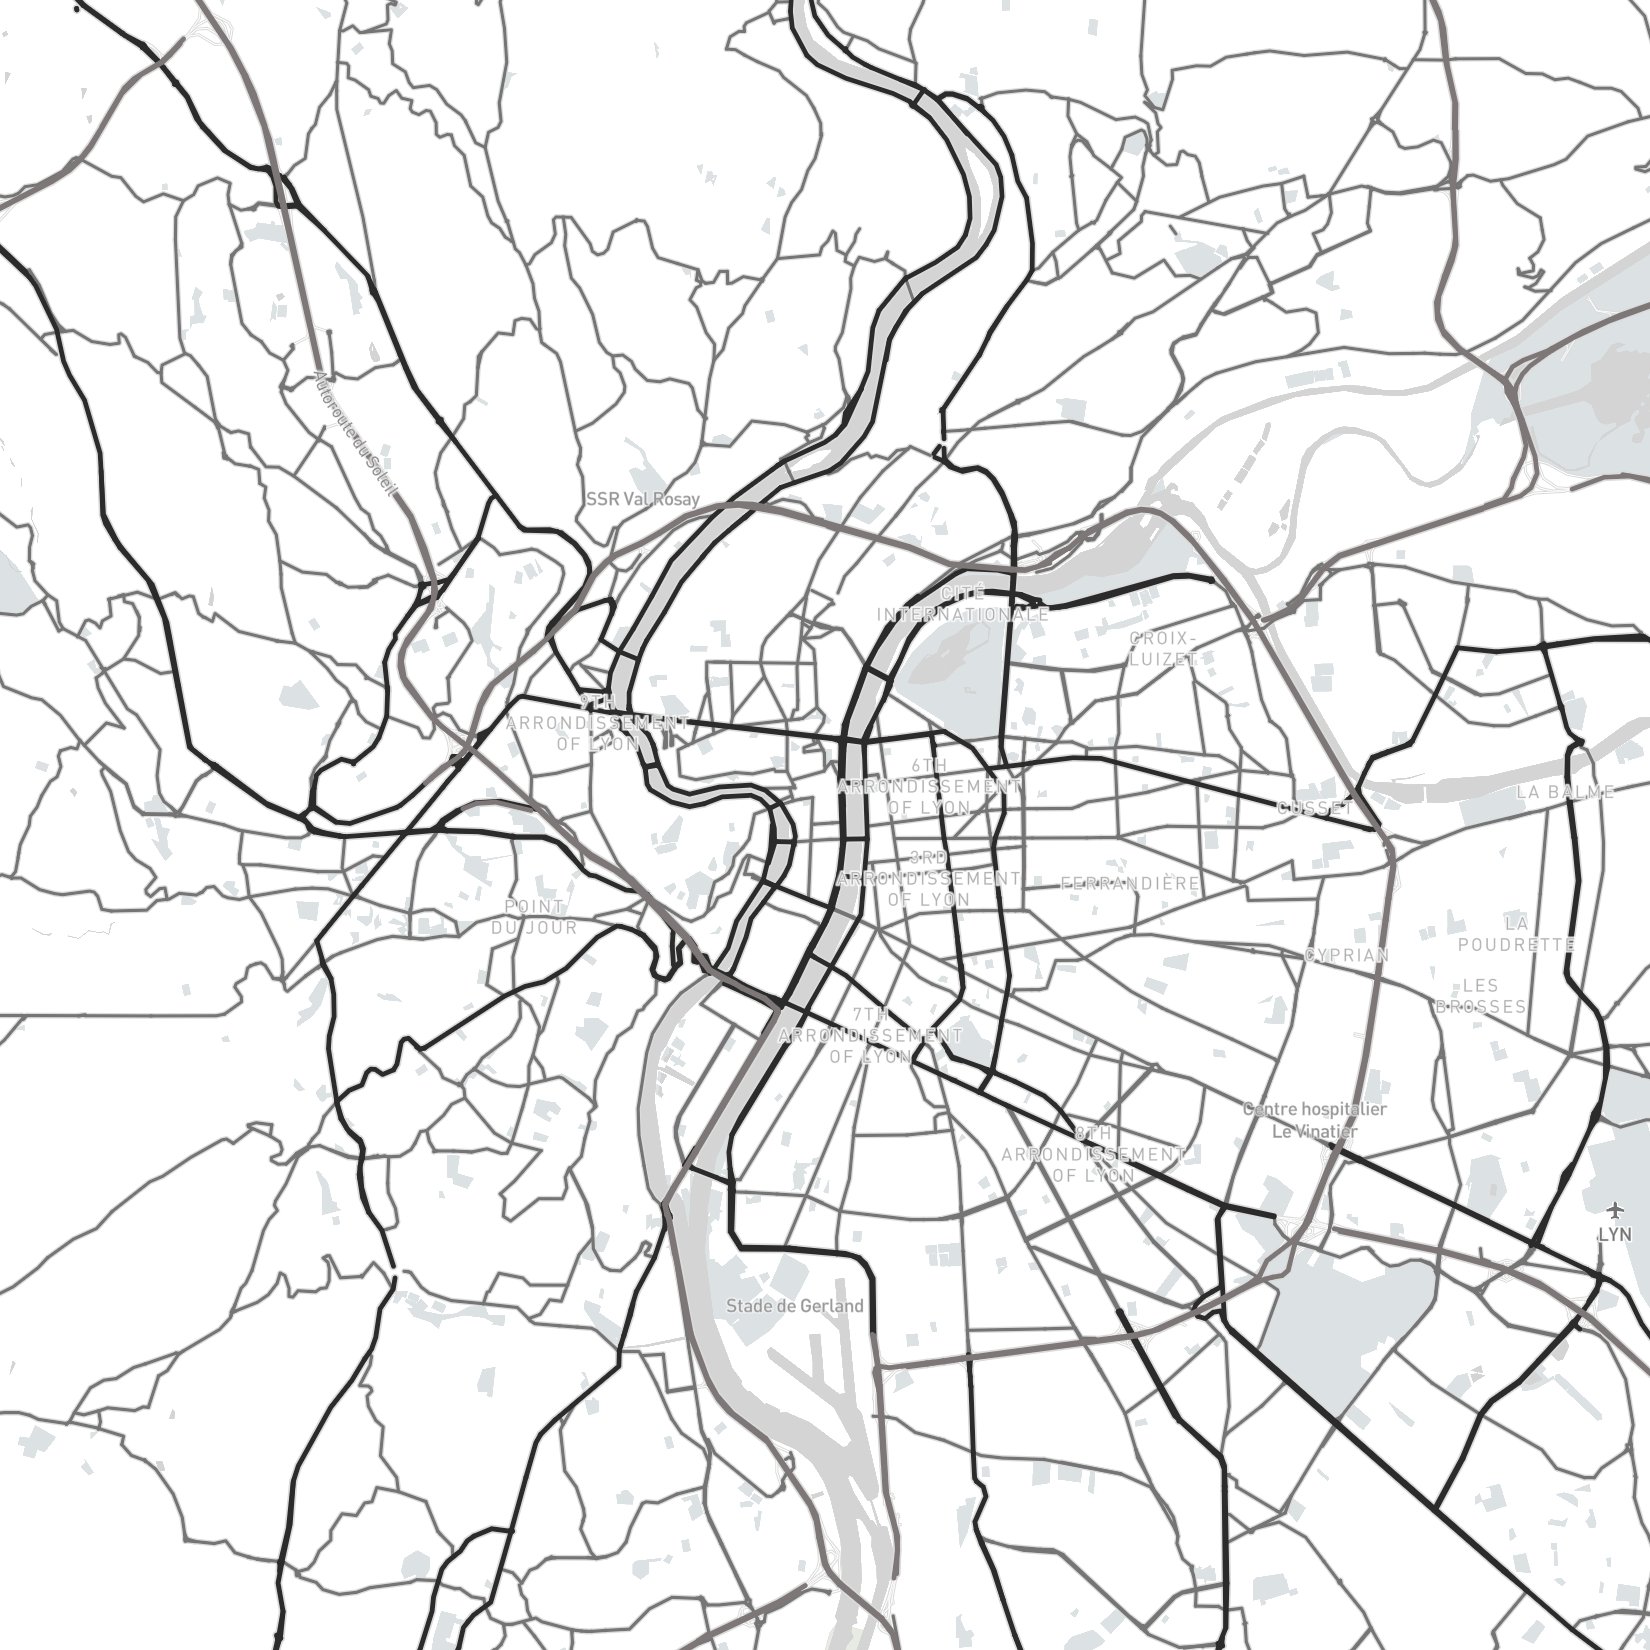 Autoroute du Soleil
SSR Val Rosay
CITÉ
INTERNATIONALE
CROIX-
LUIZET
9TH
ARRONDISSEMENT
OF LYON
6TH
ARRONDISSEMENT
OF LYON
CUSSET
LA BALME
3RD
ARRONDISSEMENT
OF LYON
FERRANDIÈRE
POINT
DU JOUR
LA
POUDRETTE
CYPRIAN
LES
BROSSES
7TH
ARRONDISSEMENT
OF LYON
Centre hospitalier
Le Vinatier
8TH
ARRONDISSEMENT
OF LYON
LYN
Stade de Gerland